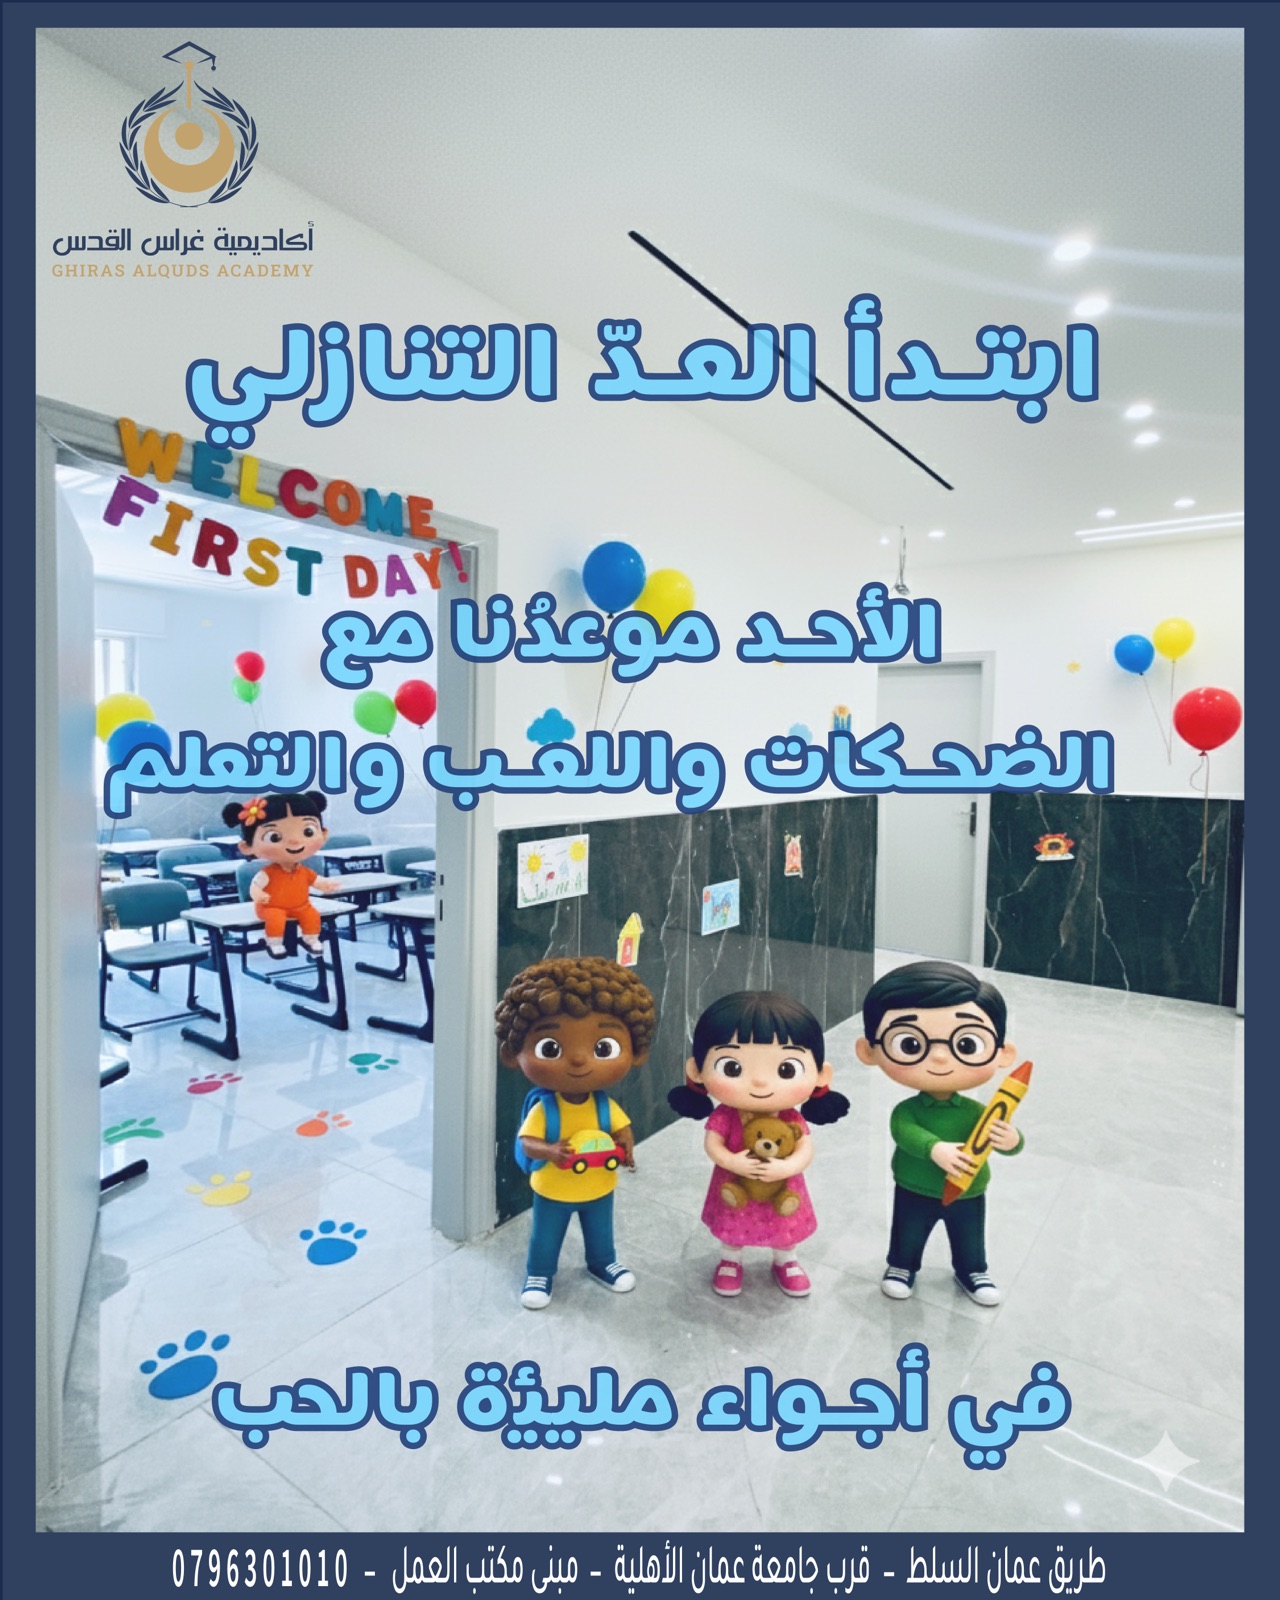 أكاديمية غراس القدس
GHIRAS ALQUDS ACADEMY
ابتدأ العدّ التنازلي
WELCOME
FIRST DAY!
الأحد موعدُنا مع
الضحكات واللعب والتعلم
في أجواء مليئة بالحب
طريق عمان السلط - قرب جامعة عمان الأهلية - مبنى مكتب العمل - 0796301010